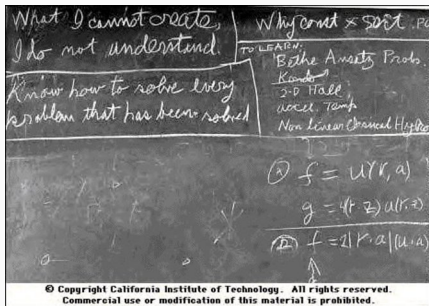 What I cannot create,
I do not understand.
Know how to solve every
problem that has been solved
Why const × sort . PO
TO LEARN:
Bethe Ansatz Probs.
Kondo
2-D Hall
accel. Temp
Non Linear Classical Hydro
Ⓐ f = u(r, a)
g = 4(r·z) u(r, z)
Ⓑ f = 2|r·a|(u·a)
© Copyright California Institute of Technology. All rights reserved.
Commercial use or modification of this material is prohibited.